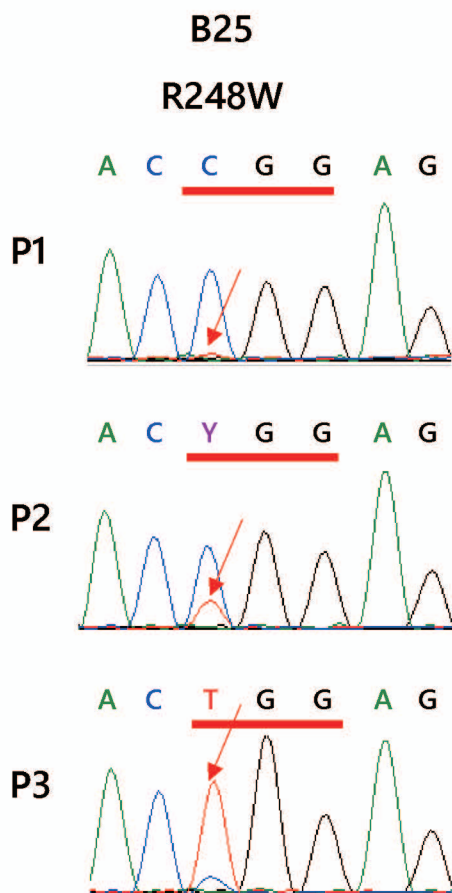 B25
R248W
A C C G G A G
P1
A C Y G G A G
P2
A C T G G A G
P3